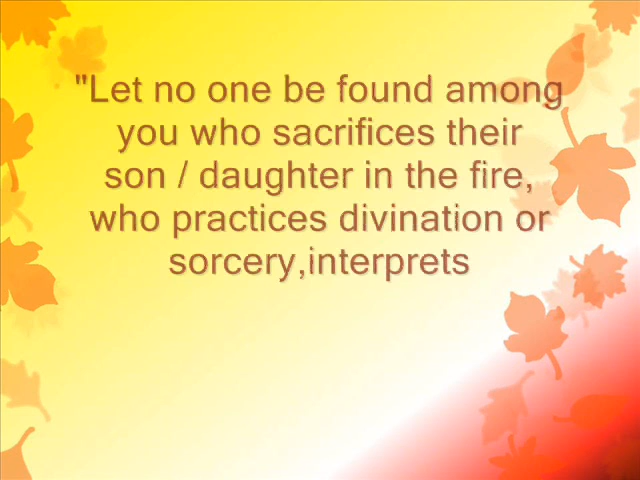 "Let no one be found among
you who sacrifices their
son / daughter in the fire,
who practices divination or
sorcery,interprets